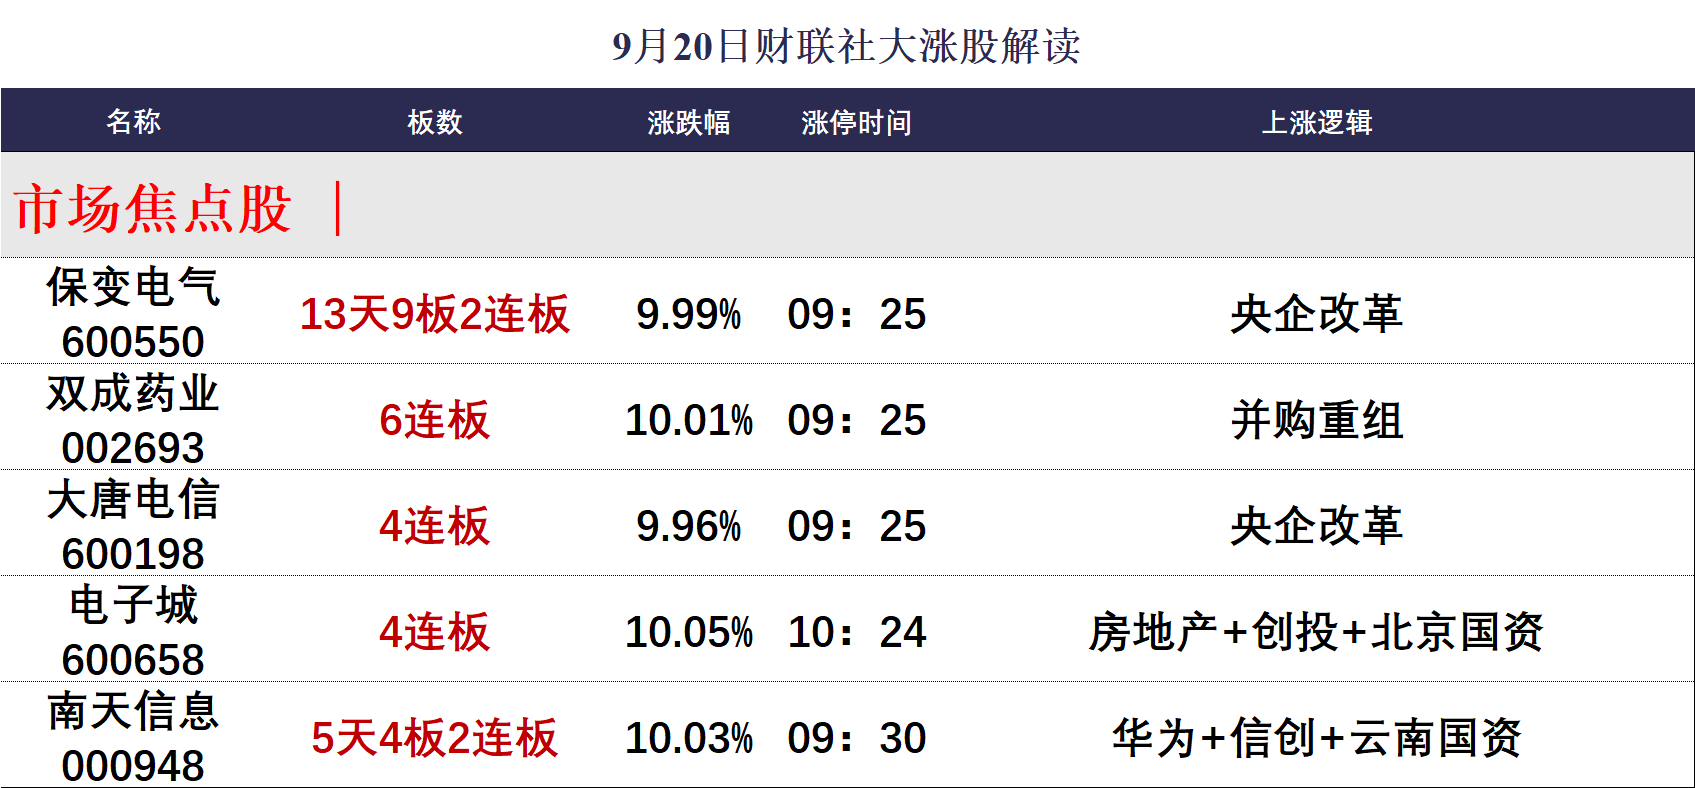 9月20日财联社大涨股解读
名称 板数 涨跌幅 涨停时间 上涨逻辑
市场焦点股 ｜
保变电气
600550 13天9板2连板 9.99% 09：25 央企改革
双成药业
002693 6连板 10.01% 09：25 并购重组
大唐电信
600198 4连板 9.96% 09：25 央企改革
电子城
600658 4连板 10.05% 10：24 房地产+创投+北京国资
南天信息
000948 5天4板2连板 10.03% 09：30 华为+信创+云南国资